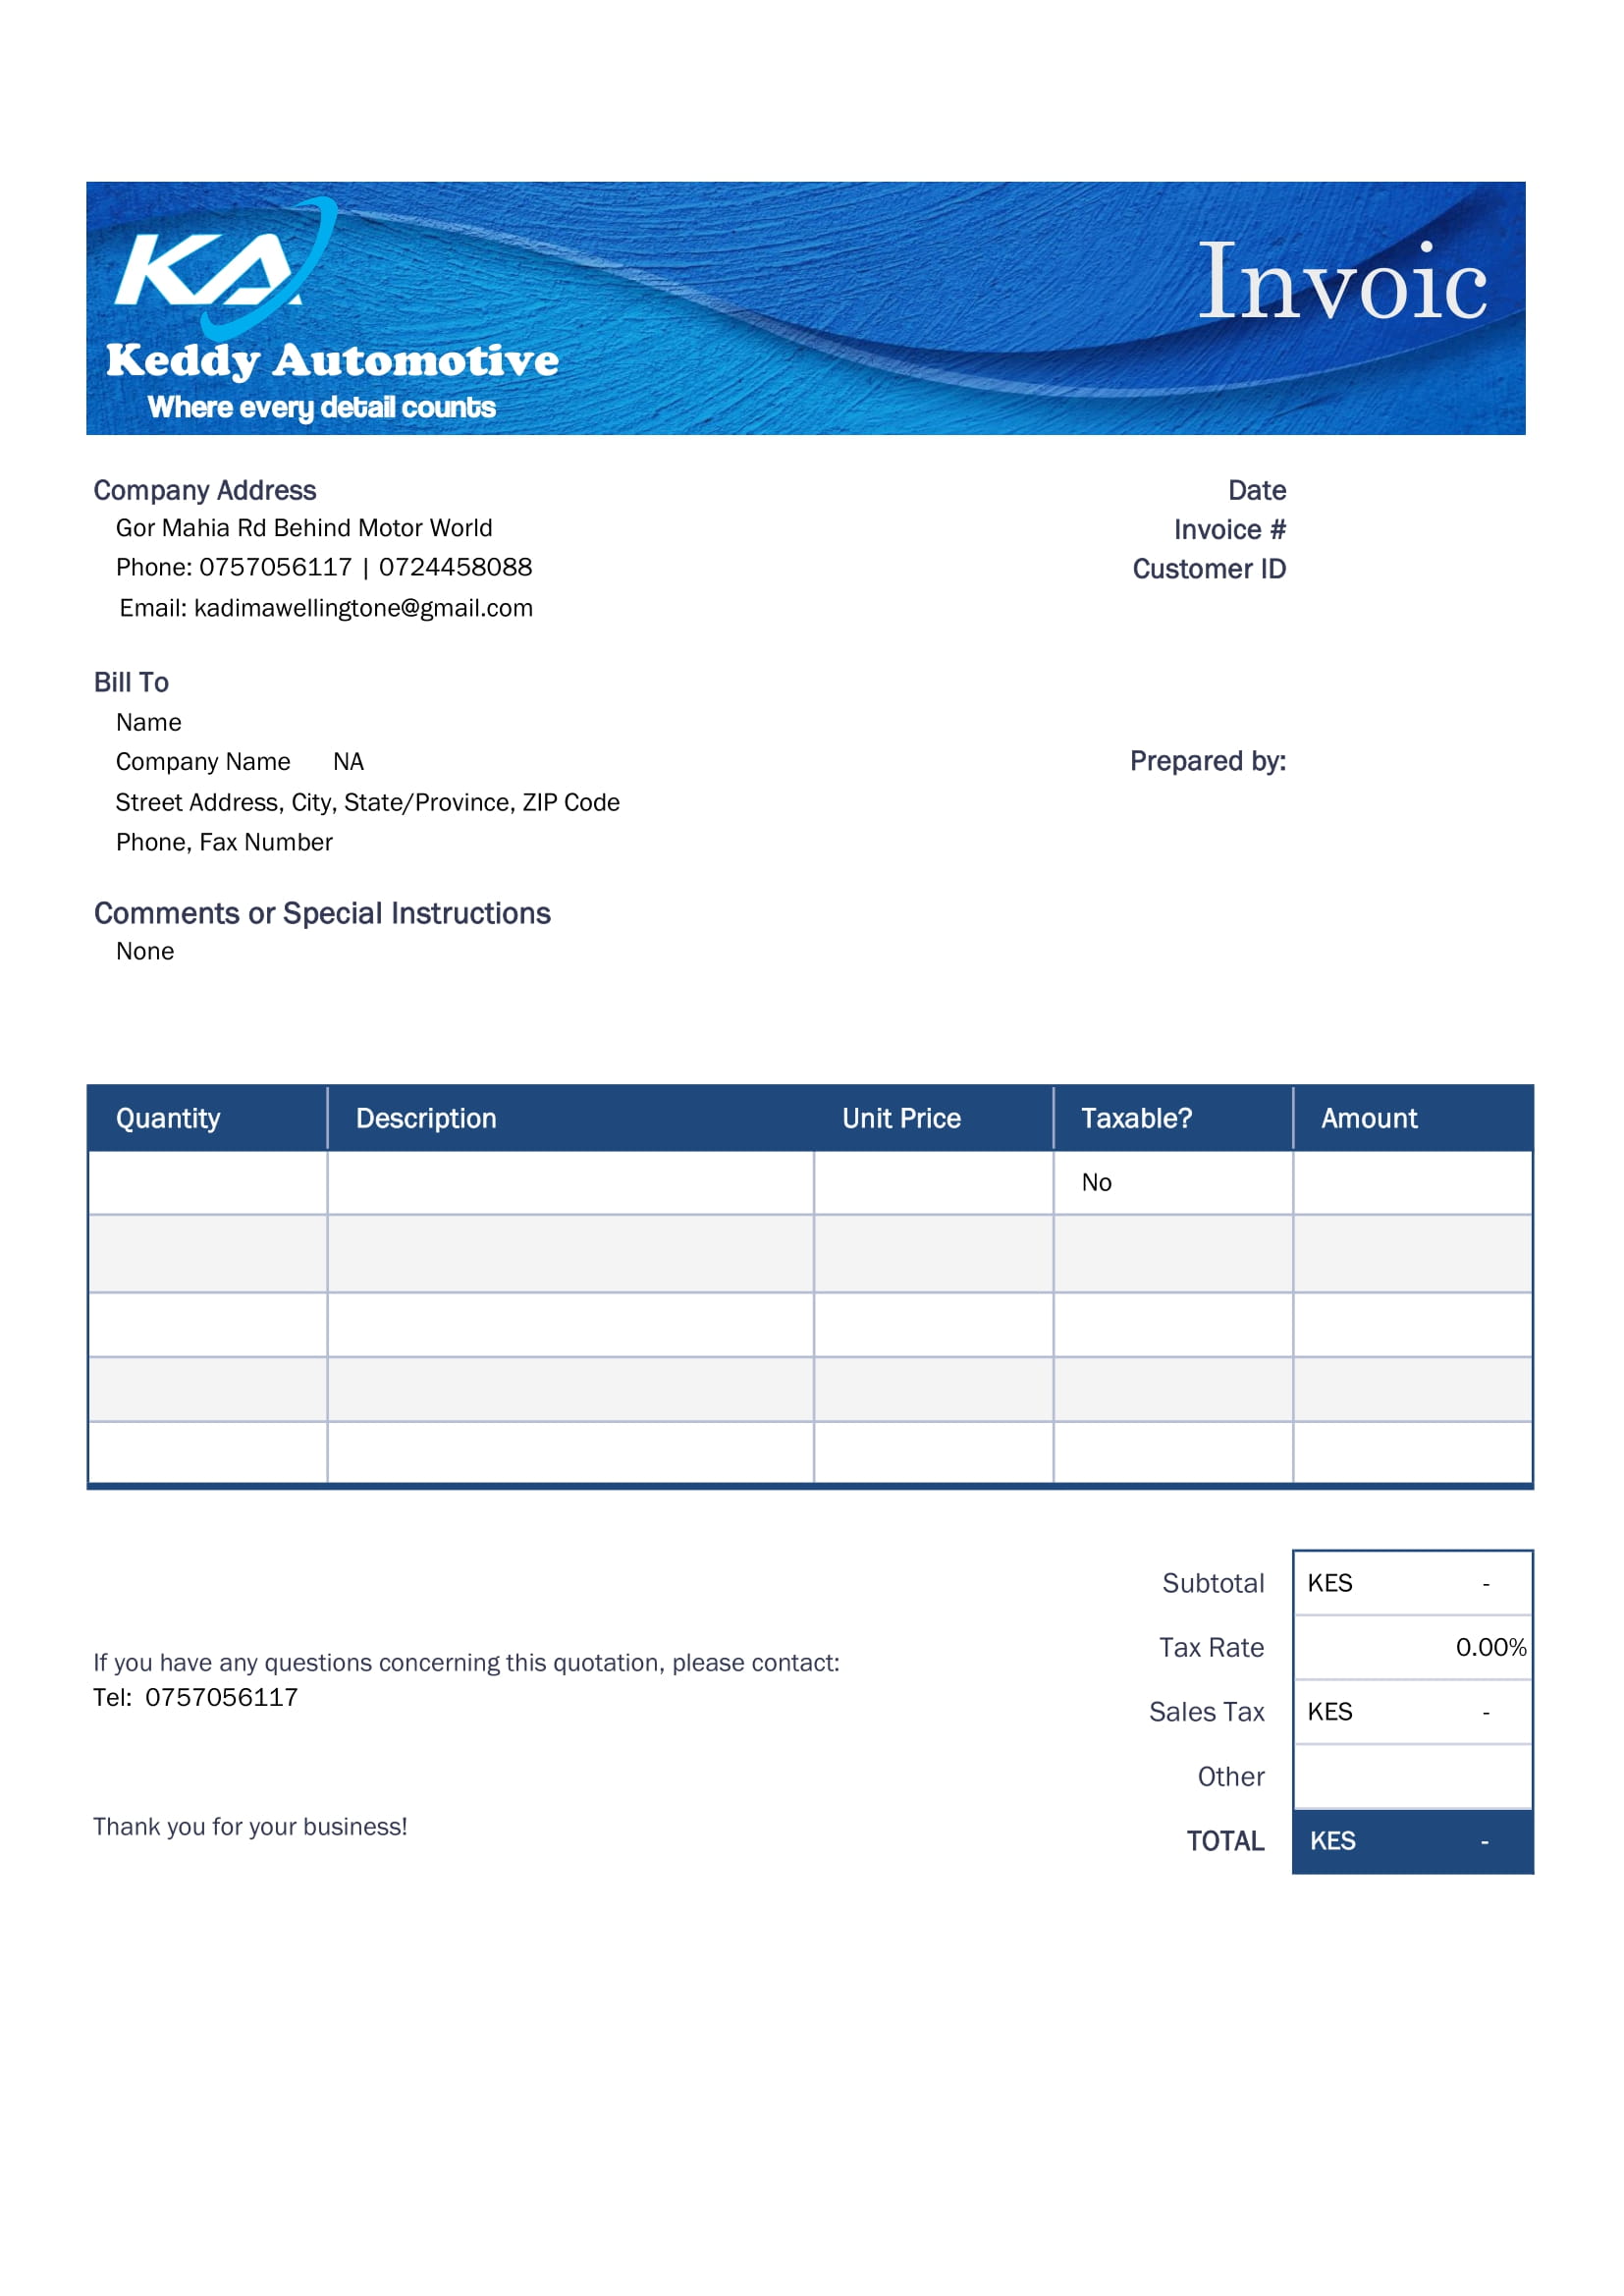 KA
Keddy Automotive
Where every detail counts
Invoic
Company Address
Gor Mahia Rd Behind Motor World
Phone: 0757056117 | 0724458088
Email: kadimawellingtone@gmail.com
Date
Invoice #
Customer ID
Bill To
Name
Company Name NA
Street Address, City, State/Province, ZIP Code
Phone, Fax Number
Prepared by:
Comments or Special Instructions
None
Quantity Description Unit Price Taxable? Amount
No
Subtotal KES -
Tax Rate 0.00%
Sales Tax KES -
Other
TOTAL KES -
If you have any questions concerning this quotation, please contact:
Tel: 0757056117
Thank you for your business!